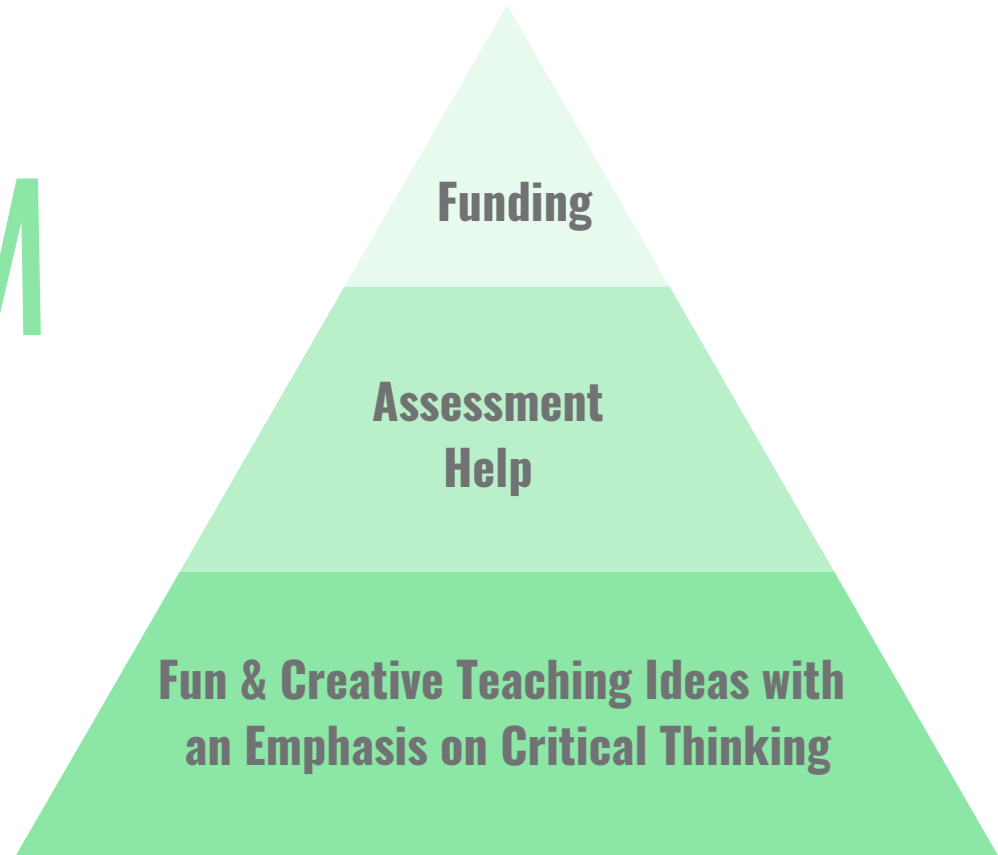 M
Funding
Assessment
Help
Fun & Creative Teaching Ideas with
an Emphasis on Critical Thinking